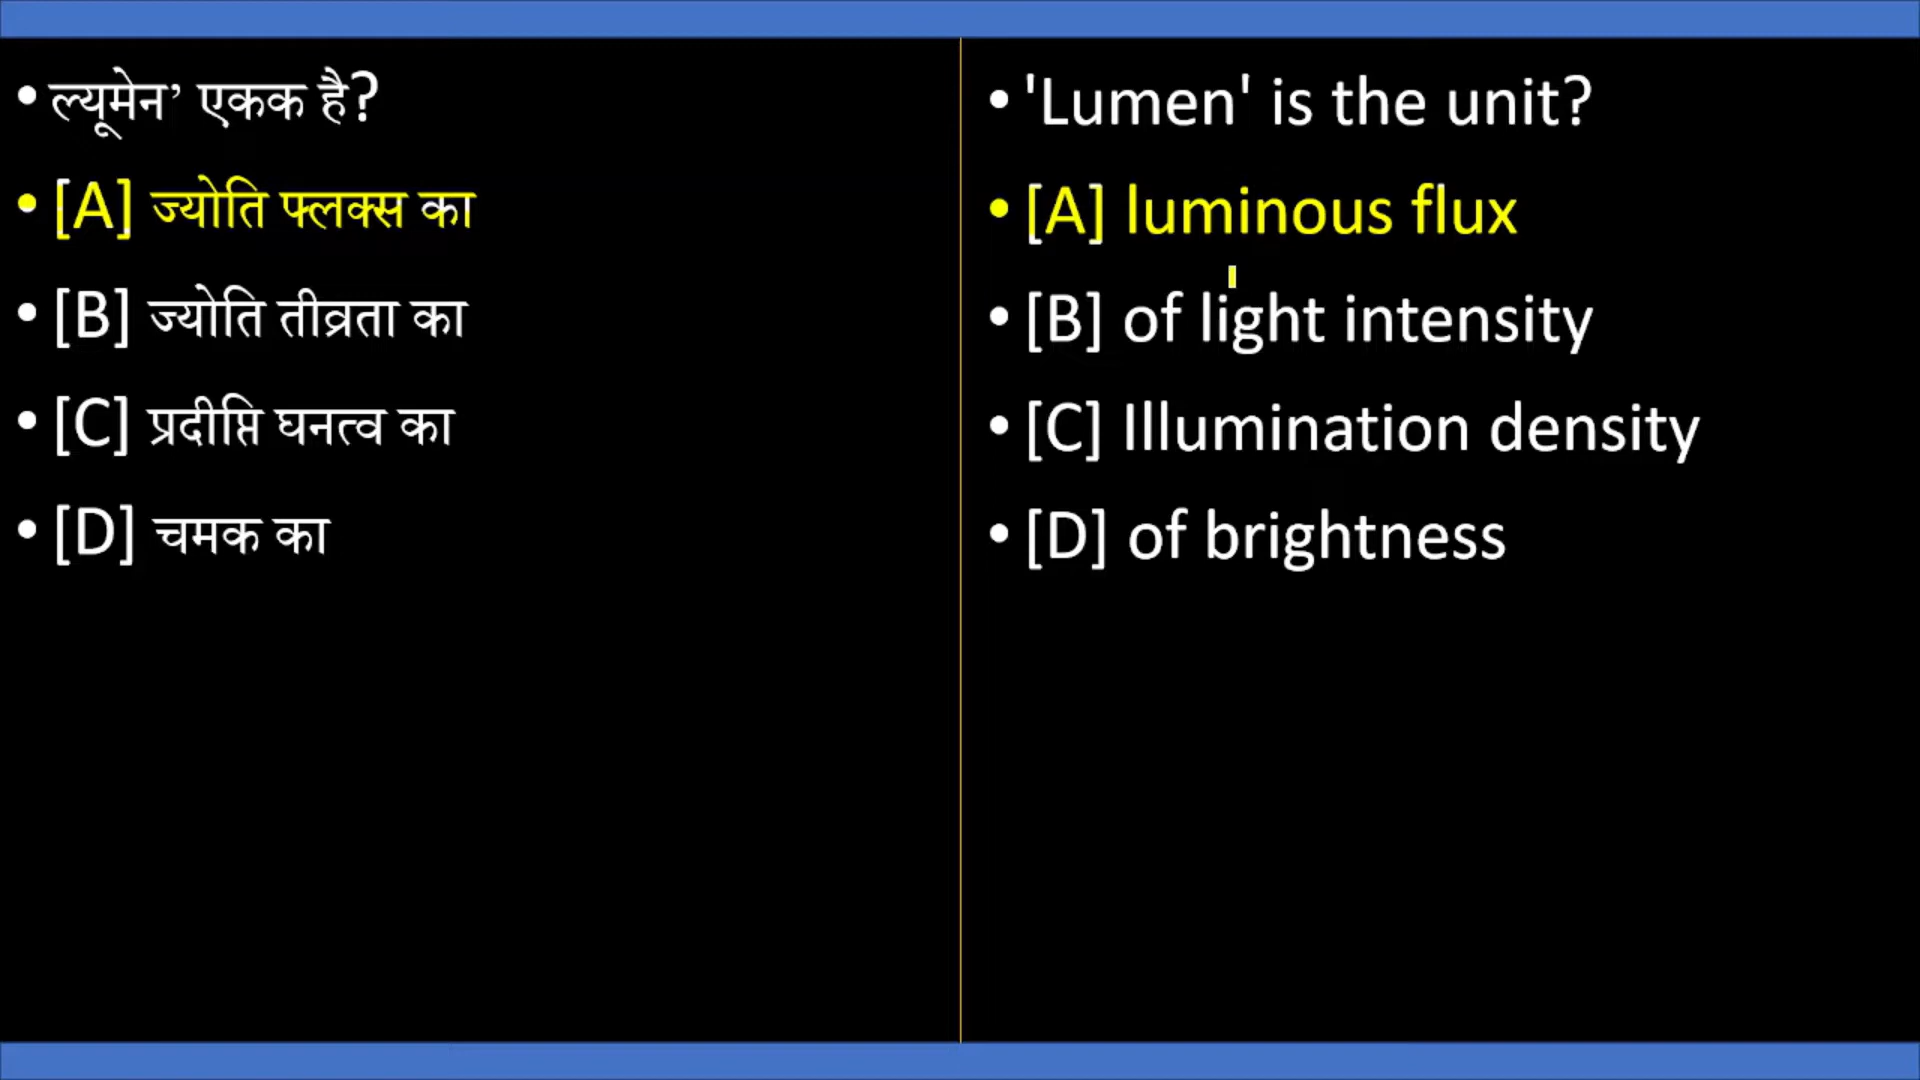 • ल्यूमेन’ एकक है?
• [A] ज्योति फ्लक्स का
• [B] ज्योति तीव्रता का
• [C] प्रदीप्ति घनत्व का
• [D] चमक का
• 'Lumen' is the unit?
• [A] luminous flux
• [B] of light intensity
• [C] Illumination density
• [D] of brightness